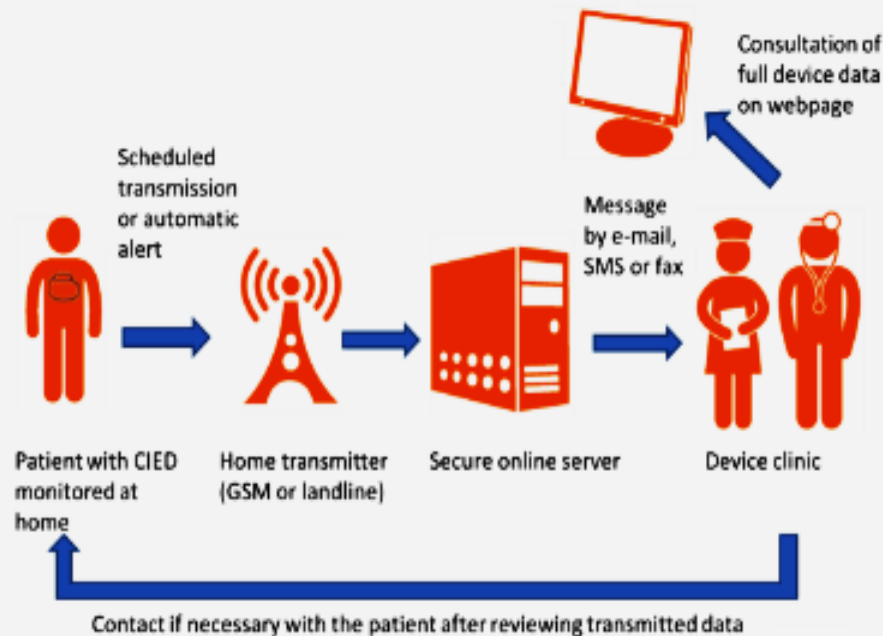 Consultation of
full device data
on webpage
Scheduled
transmission
or automatic
alert
Message
by e-mail,
SMS or fax
Patient with CIED
monitored at
home
Home transmitter
(GSM or landline)
Secure online server
Device clinic
Contact if necessary with the patient after reviewing transmitted data